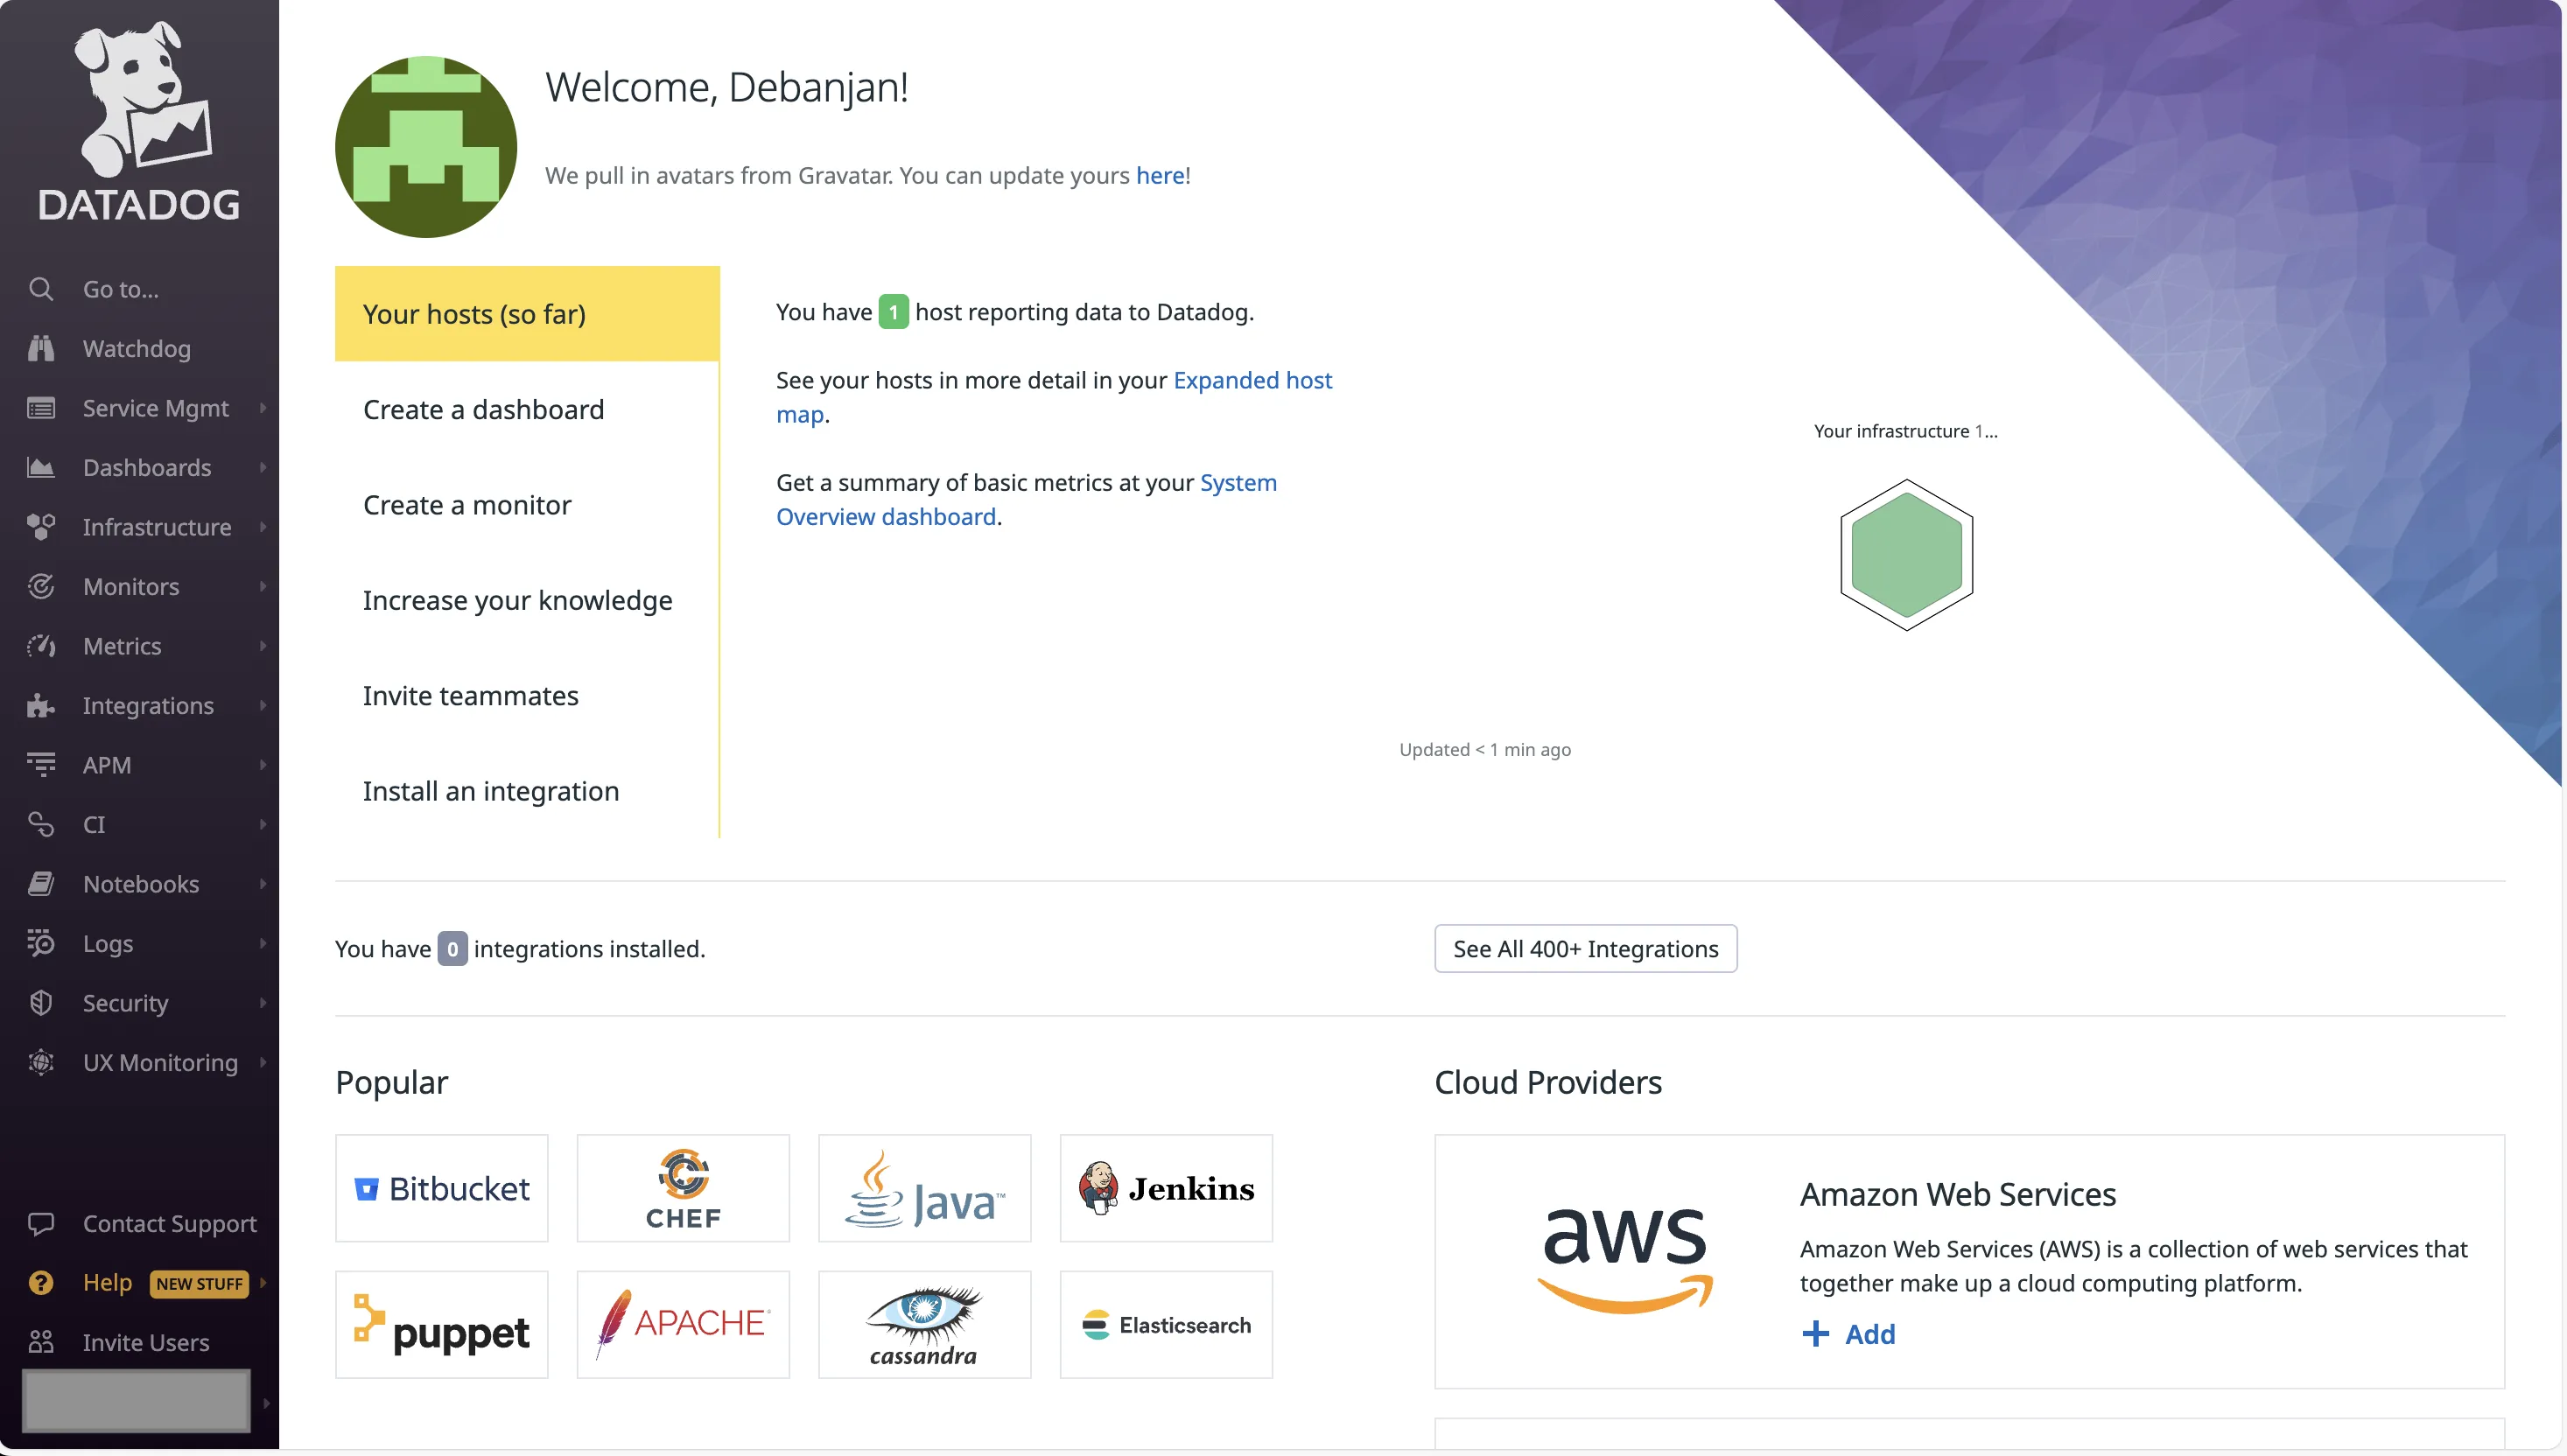 DATADOG
Go to...
Watchdog
Service Mgmt
Dashboards
Infrastructure
Monitors
Metrics
Integrations
APM
CI
Notebooks
Logs
Security
UX Monitoring
Contact Support
Help NEW STUFF
Invite Users
Welcome, Debanjan!
We pull in avatars from Gravatar. You can update yours here!
Your hosts (so far)
Create a dashboard
Create a monitor
Increase your knowledge
Invite teammates
Install an integration
You have 1 host reporting data to Datadog.
See your hosts in more detail in your Expanded host
map.
Get a summary of basic metrics at your System
Overview dashboard.
Your infrastructure 1...
Updated < 1 min ago
You have 0 integrations installed.
See All 400+ Integrations
Popular
Bitbucket
CHEF
Java™
Jenkins
puppet
APACHE®
cassandra
Elasticsearch
Cloud Providers
aws
Amazon Web Services
Amazon Web Services (AWS) is a collection of web services that
together make up a cloud computing platform.
+ Add